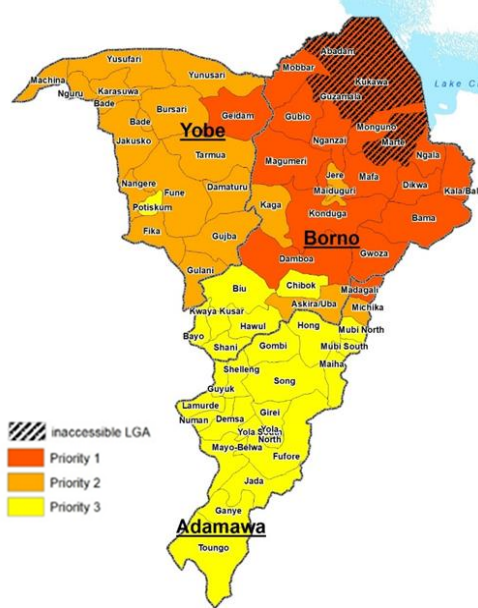 Yusufari
Machina
Yunusari
Nguru
Karasuwa
Bade
Bursari
Geidam
Bade
Yobe
Jakusko
Tarmua
Nangere
Fune
Damaturu
Potiskum
Fika
Gujba
Gulani
Abadam
Mobbar
Kukawa
Lake C
Guzamala
Gubio
Monguno
Nganzai
Marte
Ngala
Magumeri
Jere
Mafa
Maiduguri
Dikwa
Kala/Bal
Kaga
Konduga
Bama
Borno
Gwoza
Damboa
Chibok
Madagali
Biu
Askira/Uba
Michika
Kwaya Kusar
Hong
Mubi North
Hawul
Bayo
Shani
Gombi
Mubi South
Maiha
Shelleng
Song
Guyuk
Lamurde
Girei
Numan
Demsa
Yola South
Yola
North
Mayo-Belwa
Fufore
Jada
Ganye
Adamawa
Toungo
inaccessible LGA
Priority 1
Priority 2
Priority 3